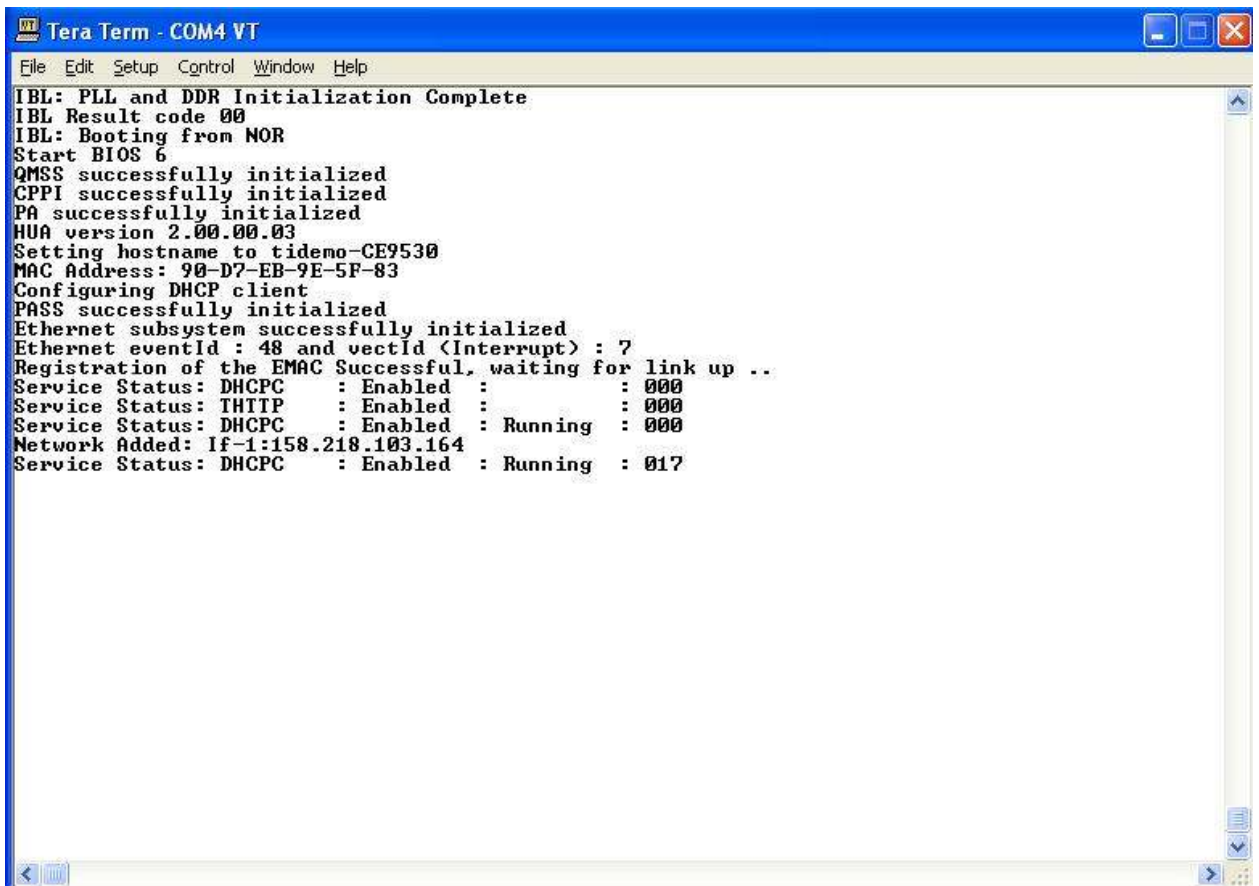 Tera Term - COM4 VT
File Edit Setup Control Window Help
IBL: PLL and DDR Initialization Complete
IBL Result code 00
IBL: Booting from NOR
Start BIOS 6
QMSS successfully initialized
CPPI successfully initialized
PA successfully initialized
HUA version 2.00.00.03
Setting hostname to tidemo-CE9530
MAC Address: 90-D7-EB-9E-5F-83
Configuring DHCP client
PASS successfully initialized
Ethernet subsystem successfully initialized
Ethernet eventId : 48 and vectId (Interrupt) : 7
Registration of the EMAC Successful, waiting for link up ..
Service Status: DHCPC    : Enabled  :          : 000
Service Status: THTTP    : Enabled  :          : 000
Service Status: DHCPC    : Enabled  : Running  : 000
Network Added: If-1:158.218.103.164
Service Status: DHCPC    : Enabled  : Running  : 017